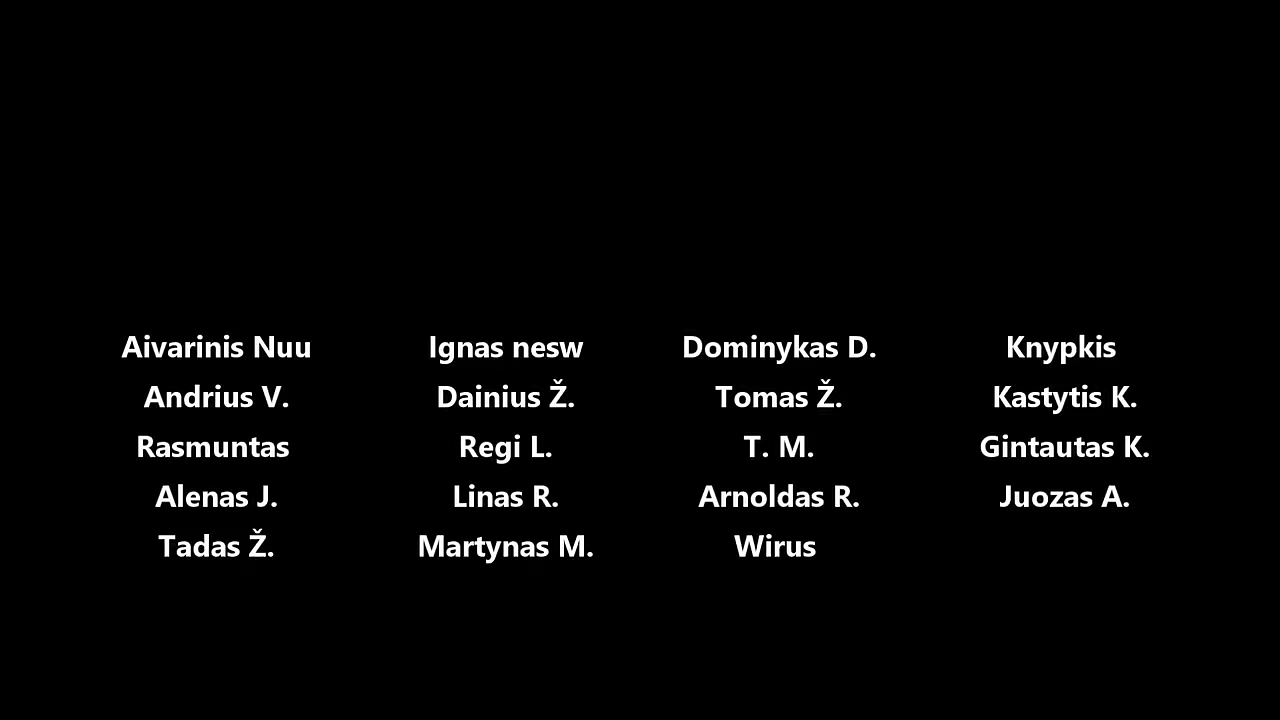 Aivarinis Nuu
Andrius V.
Rasmuntas
Alenas J.
Tadas Ž.
Ignas nesw
Dainius Ž.
Regi L.
Linas R.
Martynas M.
Dominykas D.
Tomas Ž.
T. M.
Arnoldas R.
Wirus
Knypkis
Kastytis K.
Gintautas K.
Juozas A.